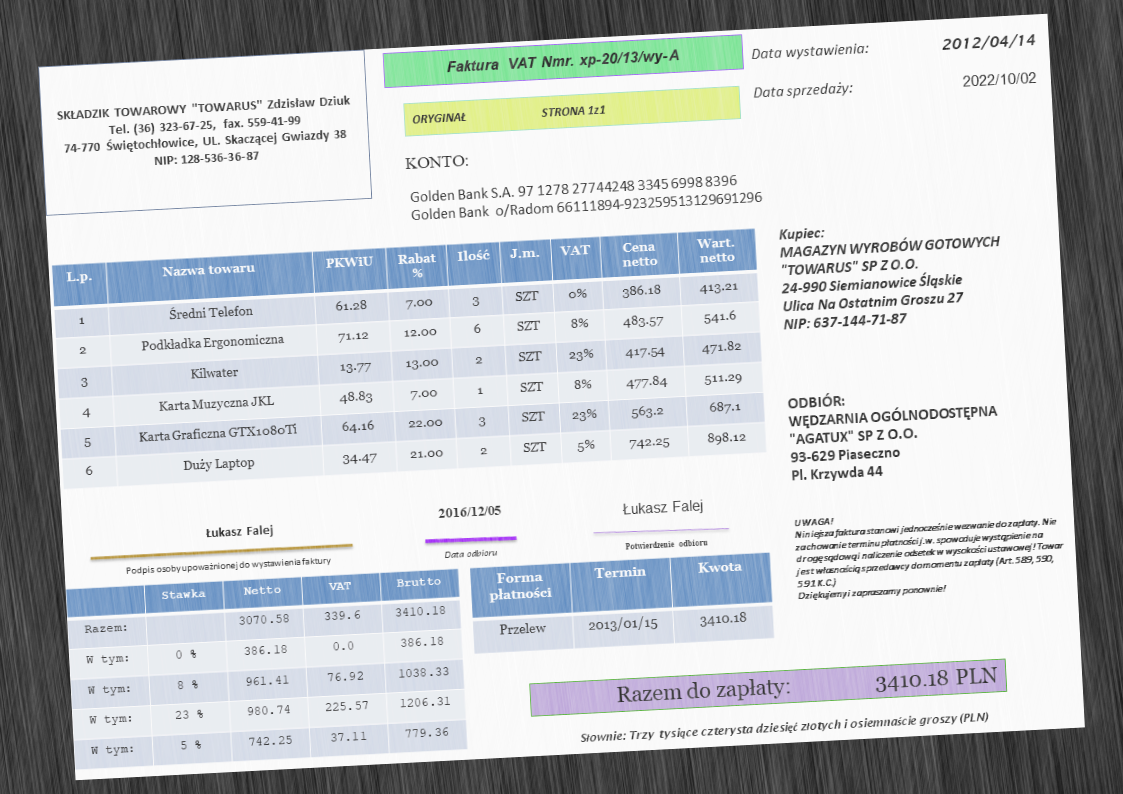 SKŁADZIK TOWAROWY "TOWARUS" Zdzisław Dziuk
Tel. (36) 323-67-25, fax. 559-41-99
74-770 Świętochłowice, UL. Skaczącej Gwiazdy 38
NIP: 128-536-36-87
Faktura VAT Nmr. xp-20/13/wy-A
ORYGINAŁ STRONA 1z1
Data wystawienia: 2012/04/14
Data sprzedaży: 2022/10/02
KONTO:
Golden Bank S.A. 97 1278 27744248 3345 6998 8396
Golden Bank o/Radom 66111894-923259513129691296
Kupiec:
MAGAZYN WYROBÓW GOTOWYCH
"TOWARUS" SP Z O.O.
24-990 Siemianowice Śląskie
Ulica Na Ostatnim Groszu 27
NIP: 637-144-71-87
L.p. Nazwa towaru PKWiU Rabat % Ilość J.m. VAT Cena netto Wart. netto
1 Średni Telefon 61.28 7.00 3 SZT 0% 386.18 413.21
2 Podkładka Ergonomiczna 71.12 12.00 6 SZT 8% 483.57 541.6
3 Kilwater 13.77 13.00 2 SZT 23% 417.54 471.82
4 Karta Muzyczna JKL 48.83 7.00 1 SZT 8% 477.84 511.29
5 Karta Graficzna GTX1080Ti 64.16 22.00 3 SZT 23% 563.2 687.1
6 Duży Laptop 34.47 21.00 2 SZT 5% 742.25 898.12
ODBIÓR:
WĘDZARNIA OGÓLNODOSTĘPNA
"AGATUX" SP Z O.O.
93-629 Piaseczno
Pl. Krzywda 44
Łukasz Falej
Podpis osoby upoważnionej do wystawienia faktury
2016/12/05
Data odbioru
Łukasz Falej
Potwierdzenie odbioru
UWAGA!
Niniejsza faktura stanowi jednocześnie wezwanie do zapłaty. Nie
zachowanie terminu płatności j.w. spowoduje wystąpienie na
drogę sądową i naliczenie odsetek w wysokości ustawowej! Towar
jest własnością sprzedawcy do momentu zapłaty (Art. 589, 590,
591 K.C.)
Dziękujemy i zapraszamy ponownie!
Stawka Netto VAT Brutto
Razem: 3070.58 339.6 3410.18
W tym: 0 % 386.18 0.0 386.18
W tym: 8 % 961.41 76.92 1038.33
W tym: 23 % 980.74 225.57 1206.31
W tym: 5 % 742.25 37.11 779.36
Forma płatności Termin Kwota
Przelew 2013/01/15 3410.18
Razem do zapłaty: 3410.18 PLN
Słownie: Trzy tysiące czterysta dziesięć złotych i osiemnaście groszy (PLN)